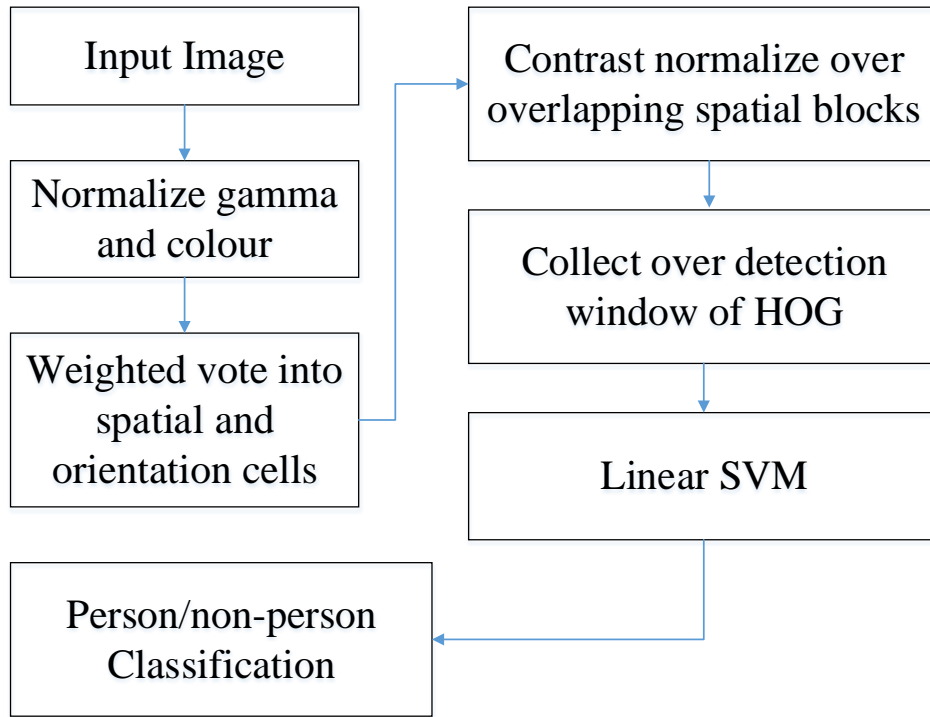 Input Image
Normalize gamma
and colour
Weighted vote into
spatial and
orientation cells
Contrast normalize over
overlapping spatial blocks
Collect over detection
window of HOG
Linear SVM
Person/non-person
Classification